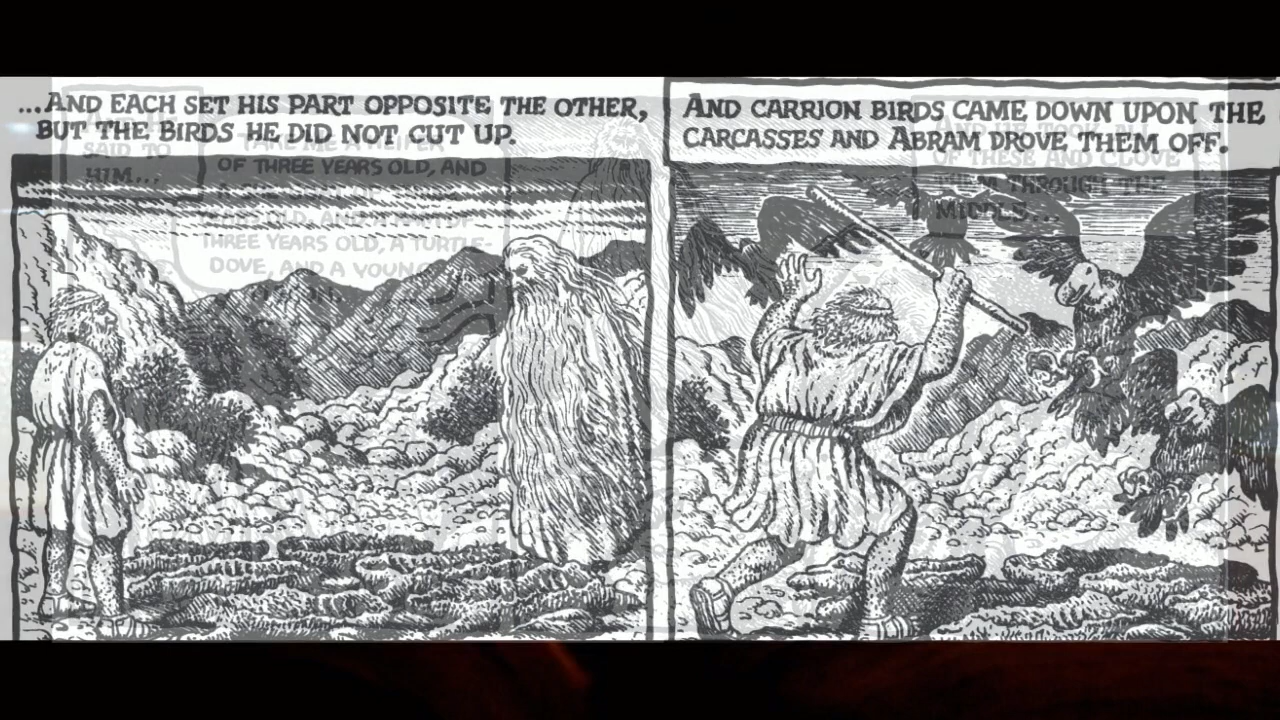 ...AND EACH SET HIS PART OPPOSITE THE OTHER,
BUT THE BIRDS HE DID NOT CUT UP.
SAID TO
HIM...
TAKE ME A HEIFER
OF THREE YEARS OLD, AND
THREE YEARS OLD, A TURTLE-
DOVE, AND A YOUNG
AND CARRION BIRDS CAME DOWN UPON THE
CARCASSES AND ABRAM DROVE THEM OFF.
OF THESE AND CLOVE
THEM THROUGH THE
MIDDLE...